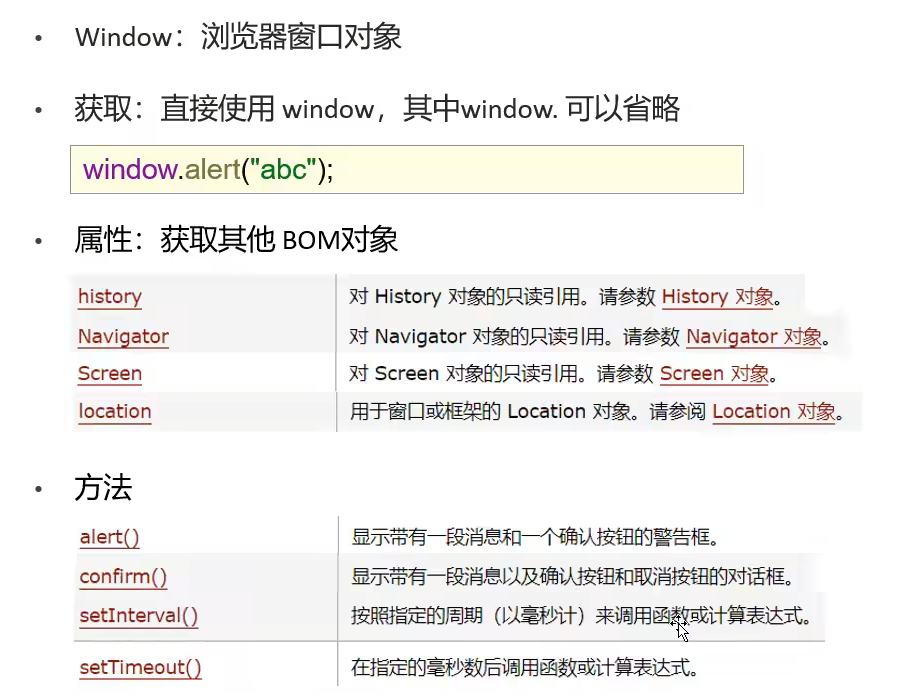 • Window：浏览器窗口对象
• 获取：直接使用 window，其中window. 可以省略
window.alert("abc");
• 属性：获取其他 BOM对象
history 对 History 对象的只读引用。请参数 History 对象。
Navigator 对 Navigator 对象的只读引用。请参数 Navigator 对象。
Screen 对 Screen 对象的只读引用。请参数 Screen 对象。
location 用于窗口或框架的 Location 对象。请参阅 Location 对象。
• 方法
alert() 显示带有一段消息和一个确认按钮的警告框。
confirm() 显示带有一段消息以及确认按钮和取消按钮的对话框。
setInterval() 按照指定的周期（以毫秒计）来调用函数或计算表达式。
setTimeout() 在指定的毫秒数后调用函数或计算表达式。